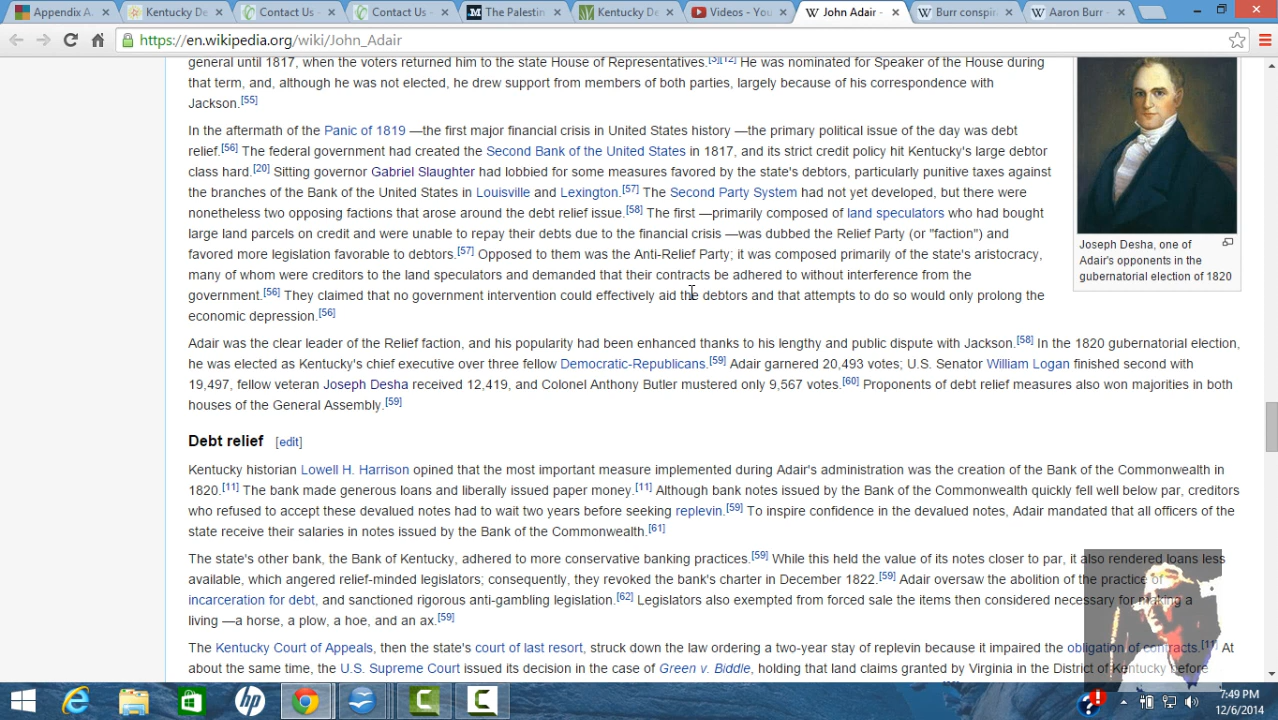 Appendix A.
Kentucky De
Contact Us -
Contact Us -
The Palestin
Kentucky De
Videos - You
John Adair -
Burr conspir
Aaron Burr -
https://en.wikipedia.org/wiki/John_Adair
general until 1817, when the voters returned him to the state House of Representatives.[3][12] He was nominated for Speaker of the House during
that term, and, although he was not elected, he drew support from members of both parties, largely because of his correspondence with
Jackson.[55]
In the aftermath of the Panic of 1819 —the first major financial crisis in United States history —the primary political issue of the day was debt
relief.[56] The federal government had created the Second Bank of the United States in 1817, and its strict credit policy hit Kentucky's large debtor
class hard.[20] Sitting governor Gabriel Slaughter had lobbied for some measures favored by the state's debtors, particularly punitive taxes against
the branches of the Bank of the United States in Louisville and Lexington.[57] The Second Party System had not yet developed, but there were
nonetheless two opposing factions that arose around the debt relief issue.[58] The first —primarily composed of land speculators who had bought
large land parcels on credit and were unable to repay their debts due to the financial crisis —was dubbed the Relief Party (or "faction") and
favored more legislation favorable to debtors.[57] Opposed to them was the Anti-Relief Party; it was composed primarily of the state's aristocracy,
many of whom were creditors to the land speculators and demanded that their contracts be adhered to without interference from the
government.[56] They claimed that no government intervention could effectively aid the debtors and that attempts to do so would only prolong the
economic depression.[56]
Joseph Desha, one of
Adair's opponents in the
gubernatorial election of 1820
Adair was the clear leader of the Relief faction, and his popularity had been enhanced thanks to his lengthy and public dispute with Jackson.[58] In the 1820 gubernatorial election,
he was elected as Kentucky's chief executive over three fellow Democratic-Republicans.[59] Adair garnered 20,493 votes; U.S. Senator William Logan finished second with
19,497, fellow veteran Joseph Desha received 12,419, and Colonel Anthony Butler mustered only 9,567 votes.[60] Proponents of debt relief measures also won majorities in both
houses of the General Assembly.[59]
Debt relief [edit]
Kentucky historian Lowell H. Harrison opined that the most important measure implemented during Adair's administration was the creation of the Bank of the Commonwealth in
1820.[11] The bank made generous loans and liberally issued paper money.[11] Although bank notes issued by the Bank of the Commonwealth quickly fell well below par, creditors
who refused to accept these devalued notes had to wait two years before seeking replevin.[59] To inspire confidence in the devalued notes, Adair mandated that all officers of the
state receive their salaries in notes issued by the Bank of the Commonwealth.[61]
The state's other bank, the Bank of Kentucky, adhered to more conservative banking practices.[59] While this held the value of its notes closer to par, it also rendered loans less
available, which angered relief-minded legislators; consequently, they revoked the bank's charter in December 1822.[59] Adair oversaw the abolition of the practice of
incarceration for debt, and sanctioned rigorous anti-gambling legislation.[62] Legislators also exempted from forced sale the items then considered necessary for making a
living —a horse, a plow, a hoe, and an ax.[59]
The Kentucky Court of Appeals, then the state's court of last resort, struck down the law ordering a two-year stay of replevin because it impaired the obligation of contracts.[11] At
about the same time, the U.S. Supreme Court issued its decision in the case of Green v. Biddle, holding that land claims granted by Virginia in the District of Kentucky before
7:49 PM
12/6/2014